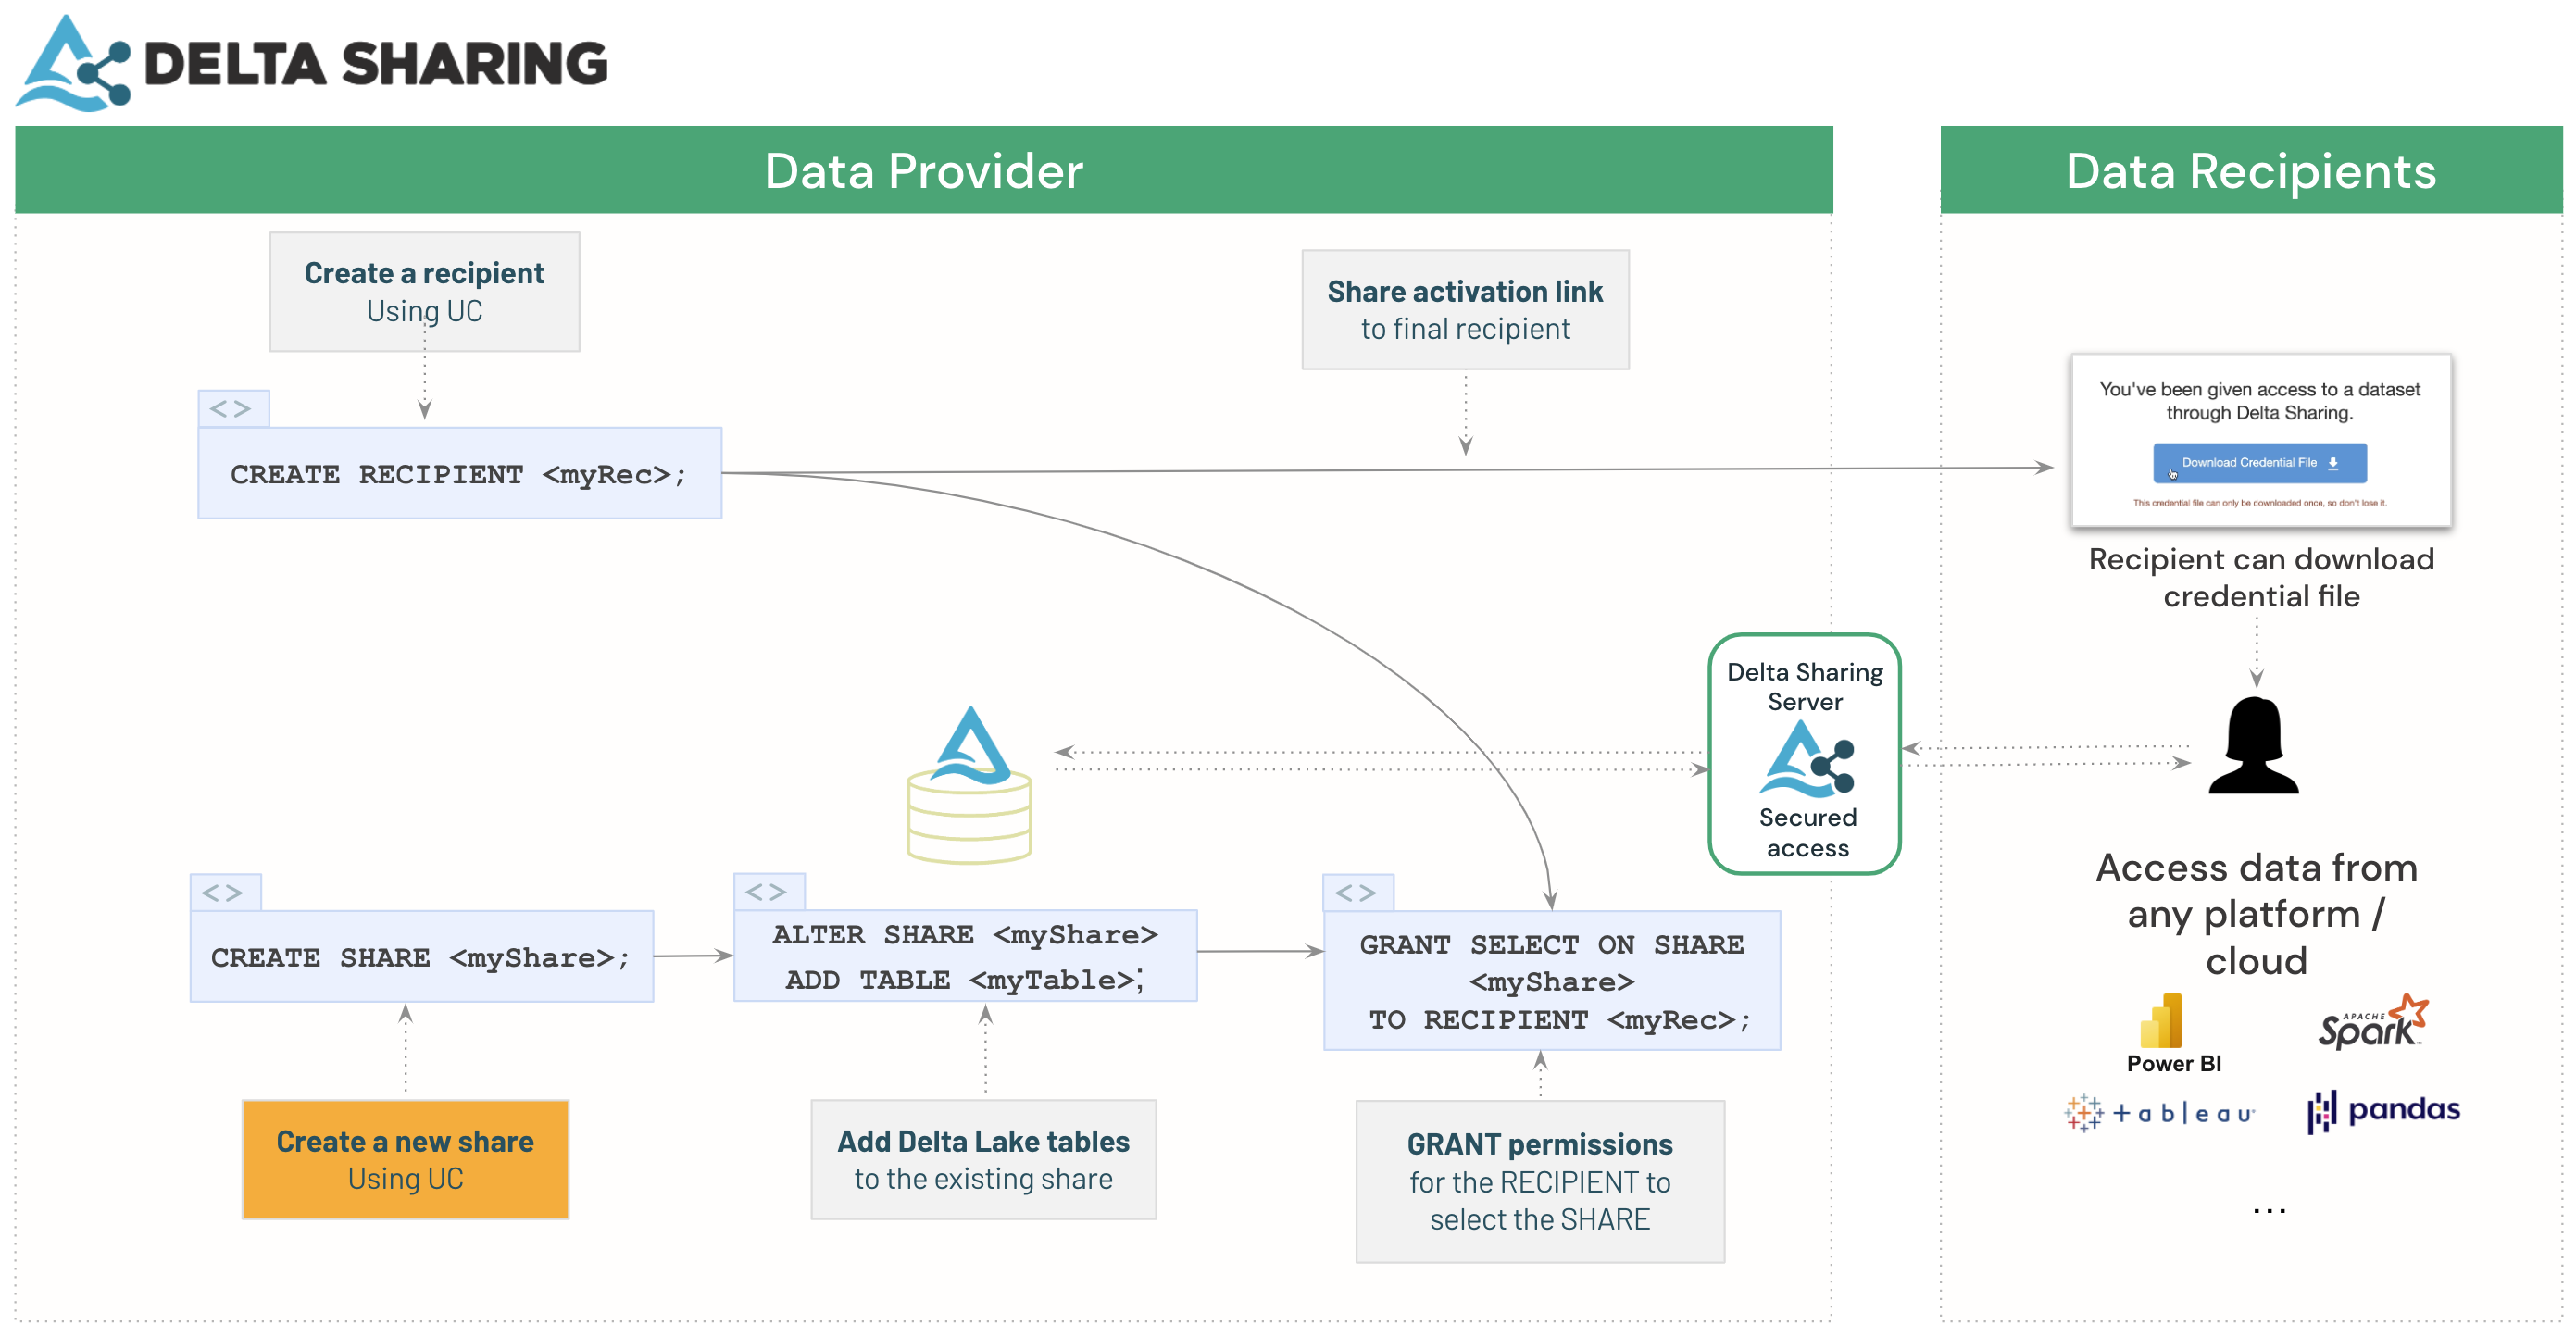 DELTA SHARING
Data Provider
Data Recipients
Create a recipient
Using UC
Share activation link
to final recipient
<>
CREATE RECIPIENT <myRec>;
You've been given access to a dataset
through Delta Sharing.
Download Credential File
This credential file can only be downloaded once, so don't lose it.
Recipient can download
credential file
Delta Sharing
Server
Secured
access
<>
CREATE SHARE <myShare>;
<>
ALTER SHARE <myShare>
ADD TABLE <myTable>;
<>
GRANT SELECT ON SHARE
<myShare>
TO RECIPIENT <myRec>;
Create a new share
Using UC
Add Delta Lake tables
to the existing share
GRANT permissions
for the RECIPIENT to
select the SHARE
Access data from
any platform /
cloud
Power BI
APACHE
Spark™
+ableau
pandas
...